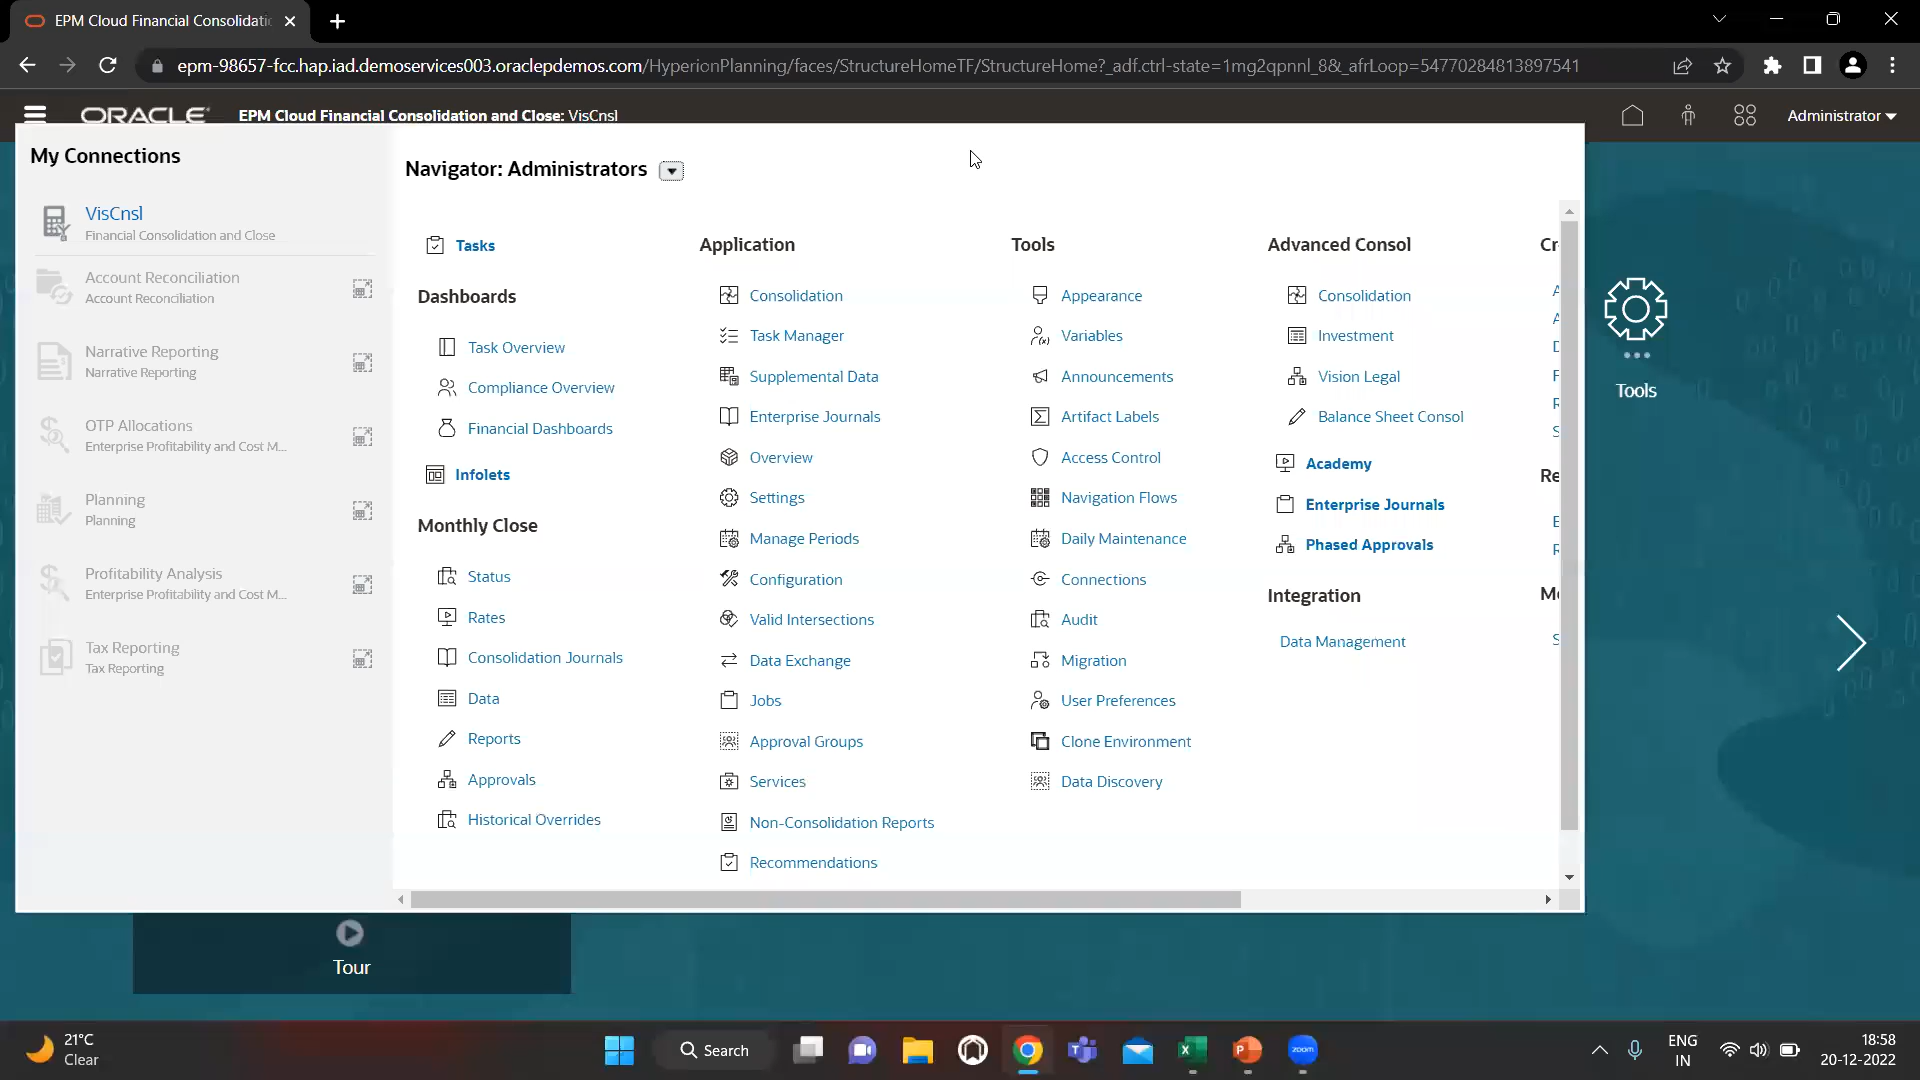 EPM Cloud Financial Consolidatic
epm-98657-fcc.hap.iad.demoservices003.oraclepdemos.com/HyperionPlanning/faces/StructureHomeTF/StructureHome?_adf.ctrl-state=1mg2qpnnl_8&_afrLoop=54770284813897541
ORACLE
EPM Cloud Financial Consolidation and Close: VisCnsl
Administrator
My Connections
VisCnsl
Financial Consolidation and Close
Account Reconciliation
Account Reconciliation
Narrative Reporting
Narrative Reporting
OTP Allocations
Enterprise Profitability and Cost M...
Planning
Planning
Profitability Analysis
Enterprise Profitability and Cost M...
Tax Reporting
Tax Reporting
Navigator: Administrators
Tasks
Dashboards
Task Overview
Compliance Overview
Financial Dashboards
Infolets
Monthly Close
Status
Rates
Consolidation Journals
Data
Reports
Approvals
Historical Overrides
Application
Consolidation
Task Manager
Supplemental Data
Enterprise Journals
Overview
Settings
Manage Periods
Configuration
Valid Intersections
Data Exchange
Jobs
Approval Groups
Services
Non-Consolidation Reports
Recommendations
Tools
Appearance
Variables
Announcements
Artifact Labels
Access Control
Navigation Flows
Daily Maintenance
Connections
Audit
Migration
User Preferences
Clone Environment
Data Discovery
Advanced Consol
Consolidation
Investment
Vision Legal
Balance Sheet Consol
Academy
Enterprise Journals
Phased Approvals
Integration
Data Management
Cr
Re
Tools
Tour
21°C
Clear
Search
zoom
ENG
IN
18:58
20-12-2022